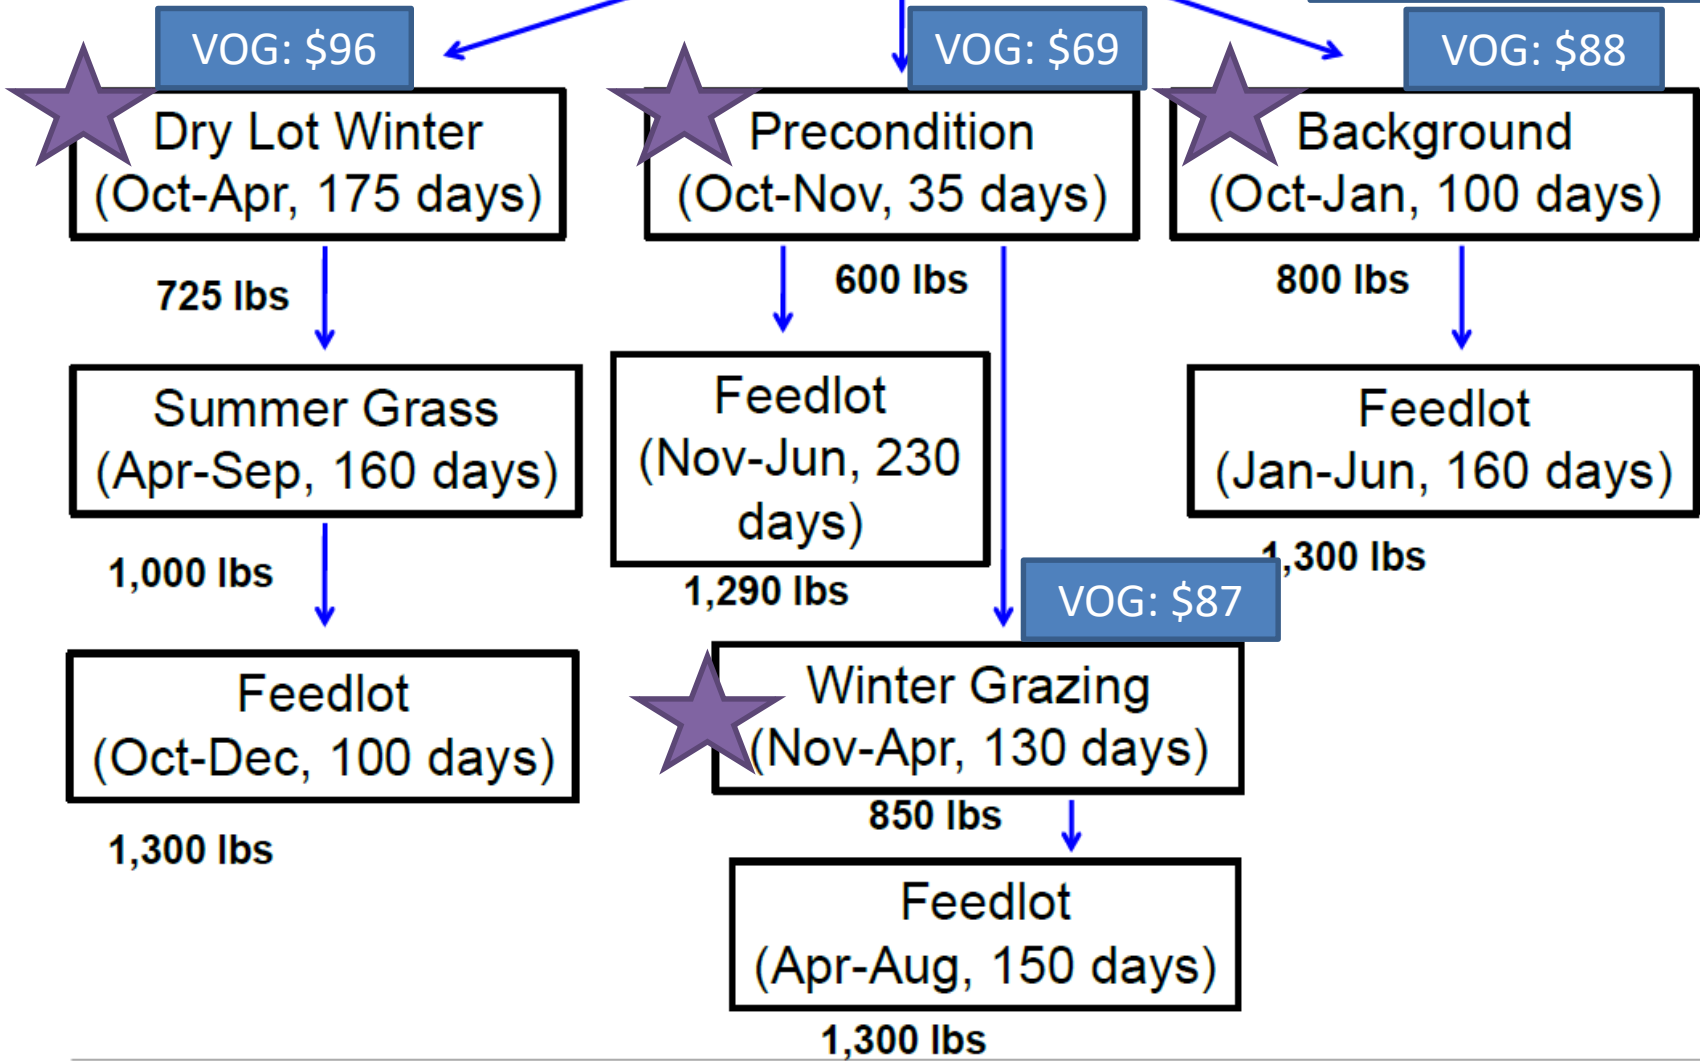 VOG: $96
VOG: $69
VOG: $88
Dry Lot Winter
(Oct-Apr, 175 days)
Precondition
(Oct-Nov, 35 days)
Background
(Oct-Jan, 100 days)
725 lbs
600 lbs
800 lbs
Summer Grass
(Apr-Sep, 160 days)
Feedlot
(Nov-Jun, 230
days)
Feedlot
(Jan-Jun, 160 days)
1,000 lbs
1,290 lbs
1,300 lbs
VOG: $87
Feedlot
(Oct-Dec, 100 days)
Winter Grazing
(Nov-Apr, 130 days)
1,300 lbs
850 lbs
Feedlot
(Apr-Aug, 150 days)
1,300 lbs